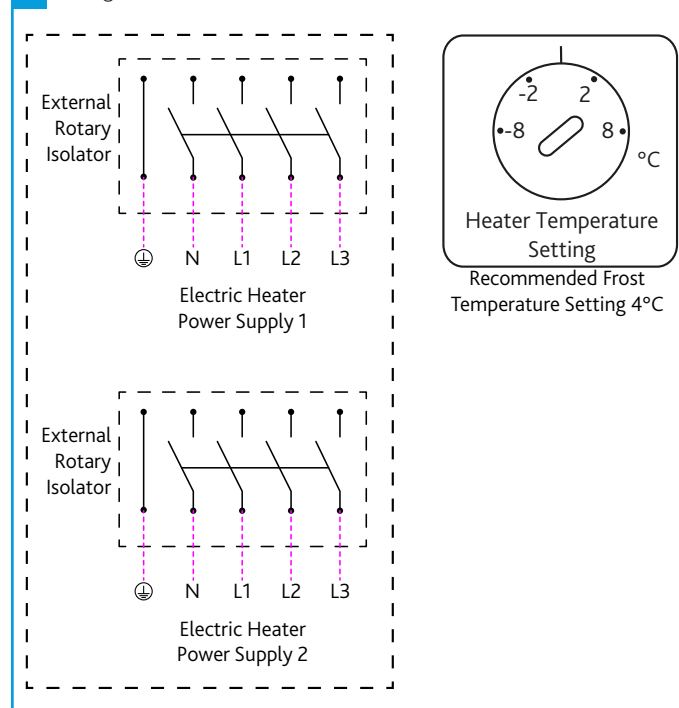 External
Rotary
Isolator
N L1 L2 L3
Electric Heater
Power Supply 1
External
Rotary
Isolator
N L1 L2 L3
Electric Heater
Power Supply 2
-2 2
-8 8
°C
Heater Temperature
Setting
Recommended Frost
Temperature Setting 4°C